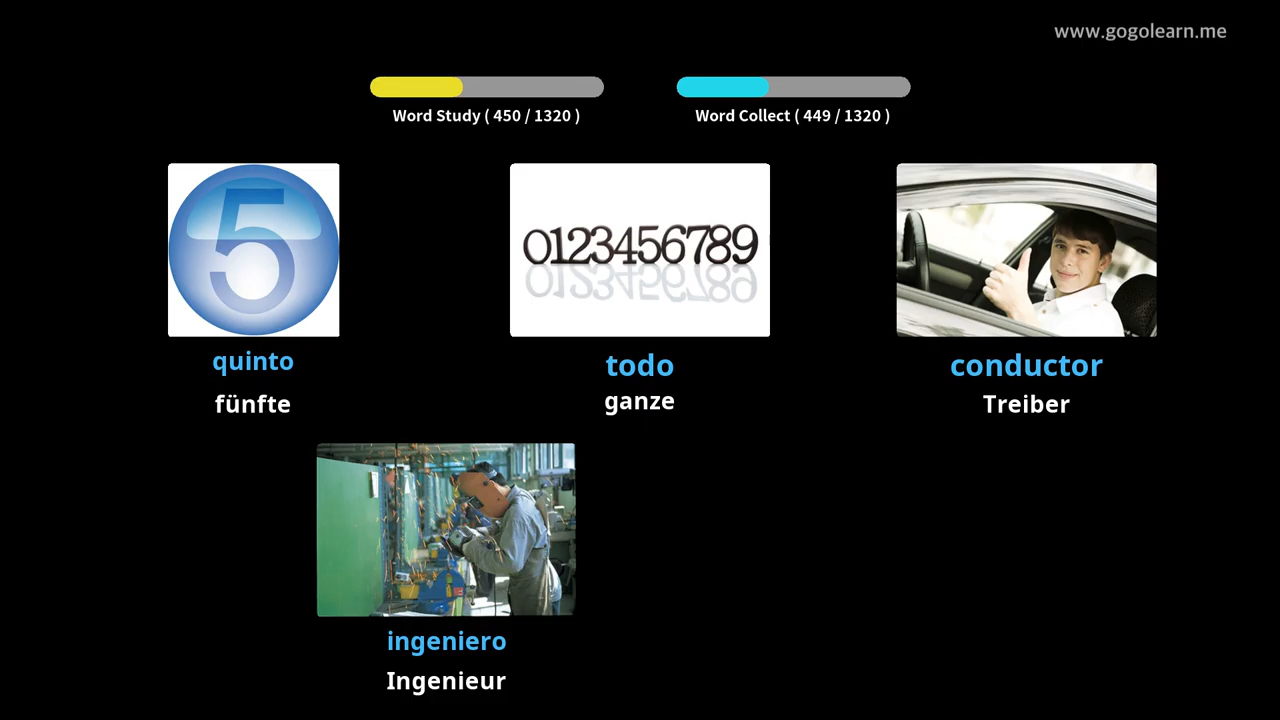 www.gogolearn.me
Word Study ( 450 / 1320 )
Word Collect ( 449 / 1320 )
5
0123456789
quinto
todo
conductor
fünfte
ganze
Treiber
ingeniero
Ingenieur